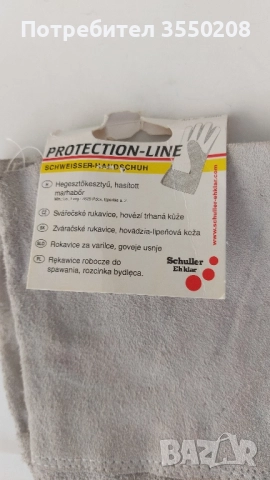 Потребител 3550208
PROTECTION-LINE
SCHWEISSER-HANDSCHUH
Hegesztőkesztyű, hasított
marhabőr
Svářečské rukavice, hovězí trhaná kůže
Zváračské rukavice, hovädzia-lipeňová koža
Rokavice za varilce, goveje usnje
Rękawice robocze do
spawania, rozcinka bydlęca.
www.schuller-ehklar.com
Schuller
Eh klar
BAZAR